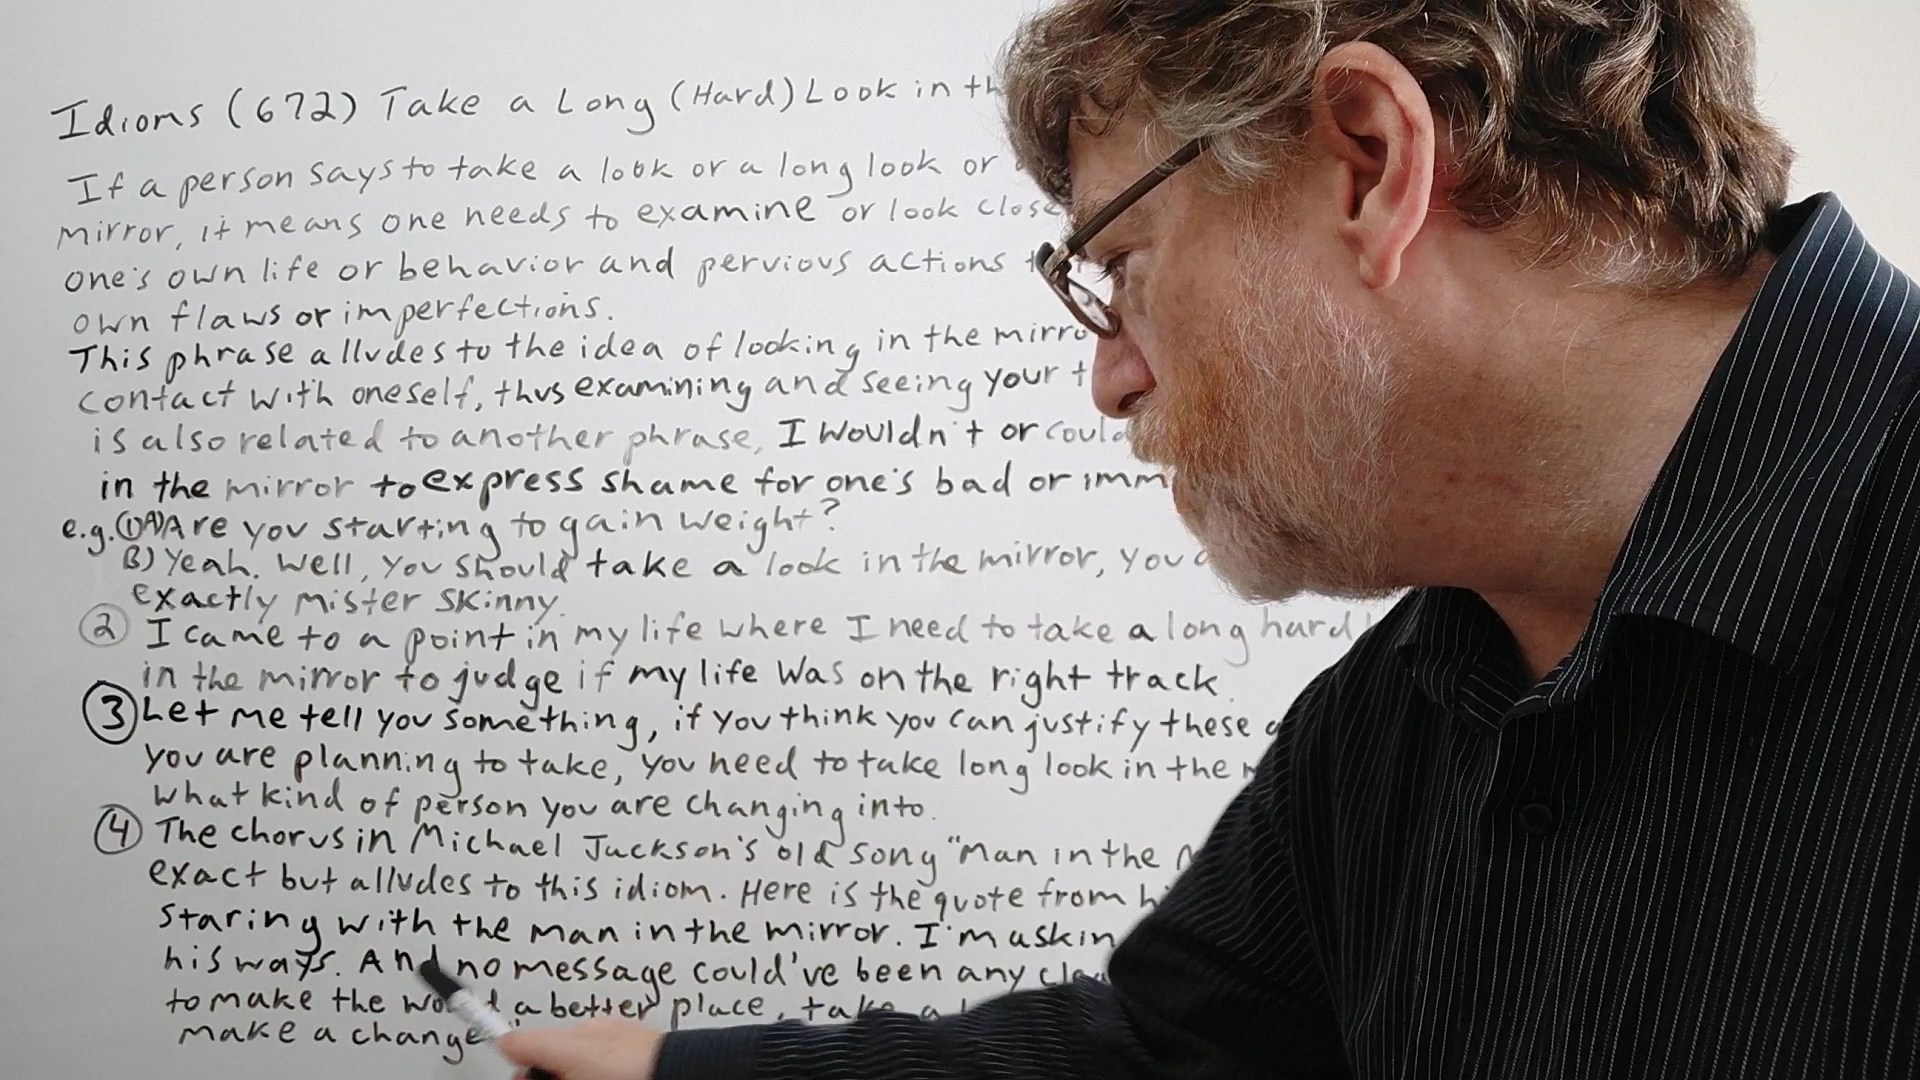 Idioms (672) Take a Long (Hard) Look in th
If a person says to take a look or a long look or
mirror, it means one needs to examine or look close
one's own life or behavior and pervious actions t
own flaws or imperfections.
This phrase alludes to the idea of looking in the mirro
contact with oneself, thus examining and seeing your t
is also related to another phrase, I wouldn't or could
in the mirror to express shame for one's bad or imm
e.g. (1) A) Are you starting to gain weight?
B) Yeah. Well, you should take a look in the mirror, you a
exactly mister skinny.
(2) I came to a point in my life where I need to take a long hard l
in the mirror to judge if my life was on the right track.
(3) Let me tell you something, if you think you can justify these a
you are planning to take, you need to take long look in the m
what kind of person you are changing into.
(4) The chorus in Michael Jackson's old song "Man in the M
exact but alludes to this idiom. Here is the quote from hi
Staring with the man in the mirror. I'm askin
his ways. And no message could've been any clea
to make the world a better place, take a l
make a change."